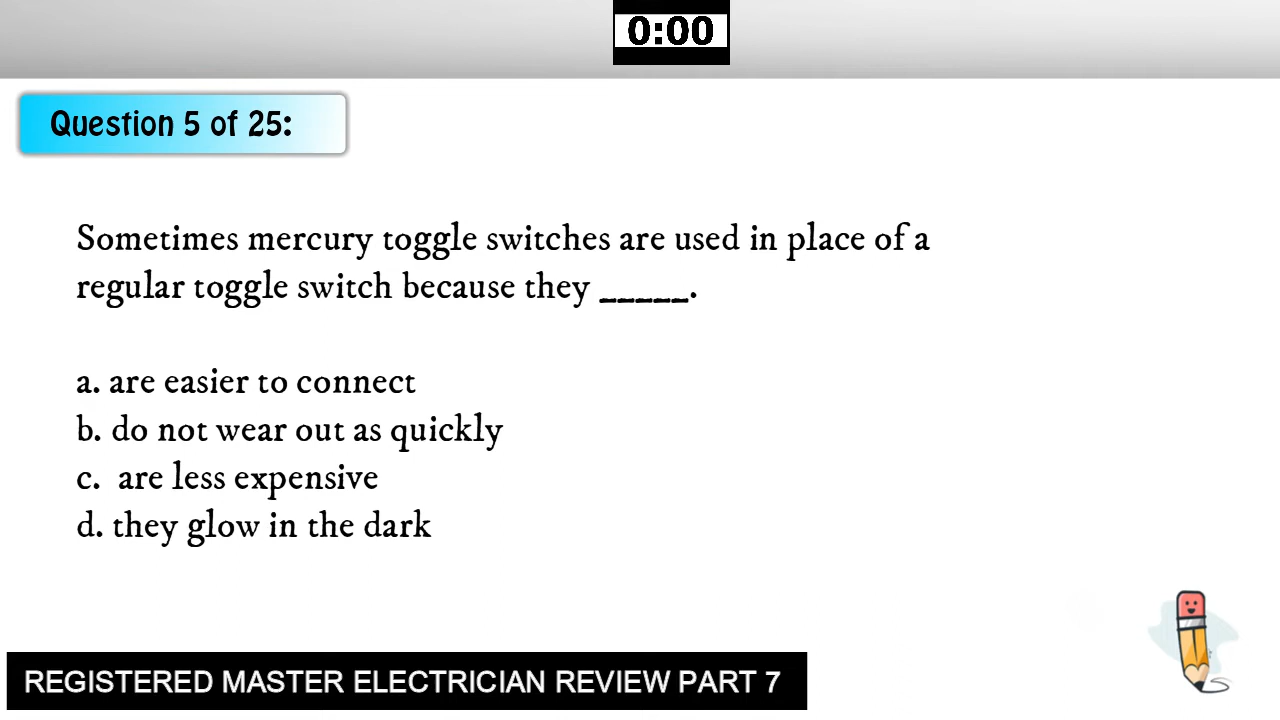 0:00
Question 5 of 25:
Sometimes mercury toggle switches are used in place of a
regular toggle switch because they _____.
a. are easier to connect
b. do not wear out as quickly
c.  are less expensive
d. they glow in the dark
REGISTERED MASTER ELECTRICIAN REVIEW PART 7